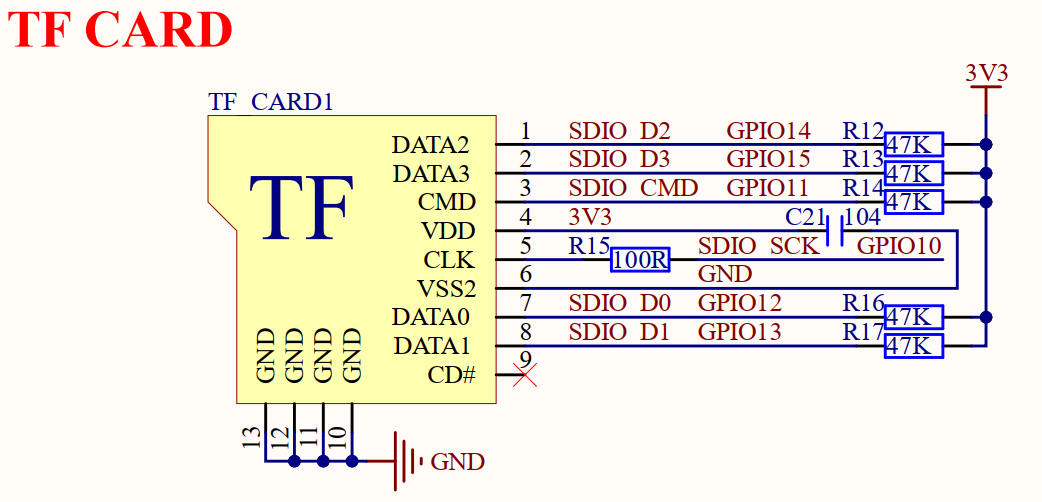 TF CARD
3V3
TF CARD1
DATA2 1 SDIO D2 GPIO14 R12 47K
DATA3 2 SDIO D3 GPIO15 R13 47K
TF
CMD 3 SDIO CMD GPIO11 R14 47K
VDD 4 3V3 C21 104
CLK 5 R15 100R SDIO SCK GPIO10
VSS2 6 GND
DATA0 7 SDIO D0 GPIO12 R16 47K
DATA1 8 SDIO D1 GPIO13 R17 47K
CD# 9
GND GND GND GND
13 12 11 10
GND